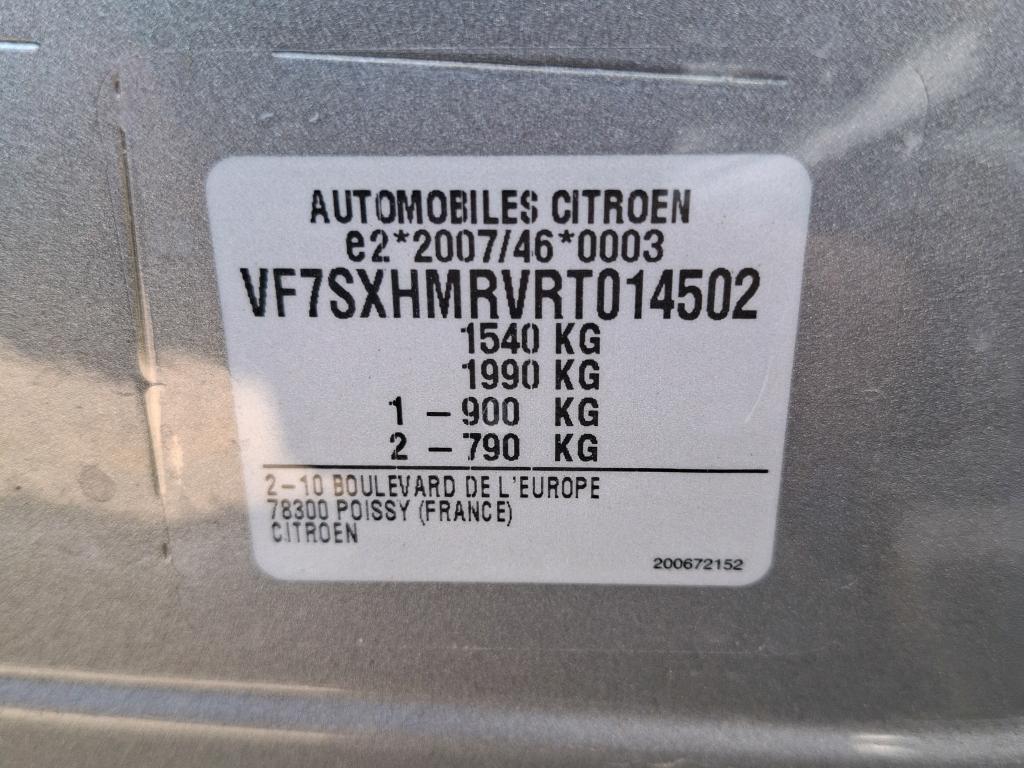 AUTOMOBILES CITROEN
e2*2007/46*0003
VF7SXHMRVRT014502
1540 KG
1990 KG
1 -900 KG
2 -790 KG
2-10 BOULEVARD DE L'EUROPE
78300 POISSY (FRANCE)
CITROEN
200672152